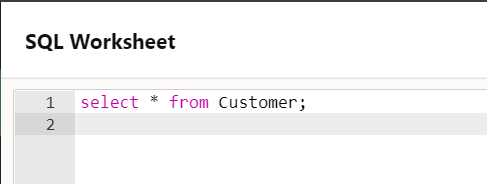 SQL Worksheet
1 select * from Customer;
2